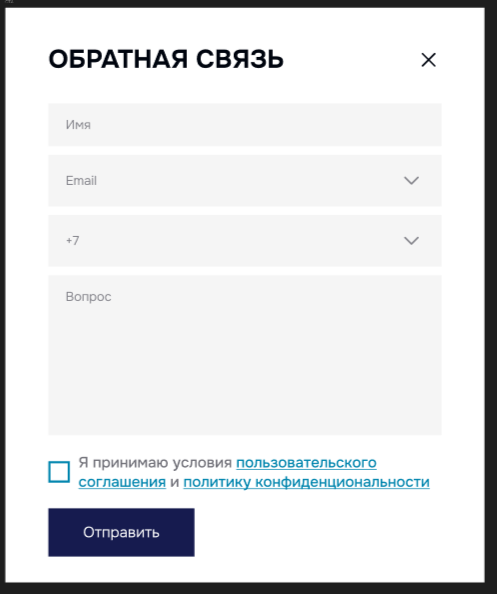 ОБРАТНАЯ СВЯЗЬ
Имя
Email
+7
Вопрос
Я принимаю условия пользовательского
соглашения и политику конфиденциональности
Отправить